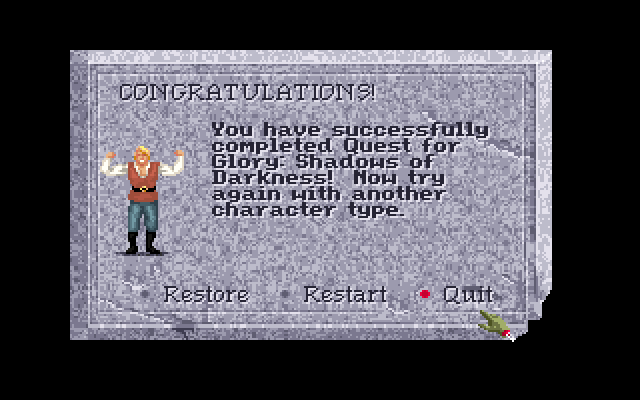 CONGRATULATIONS!
You have successfully
completed Quest for
Glory: Shadows of
Darkness! Now try
again with another
character type.
Restore Restart Quit